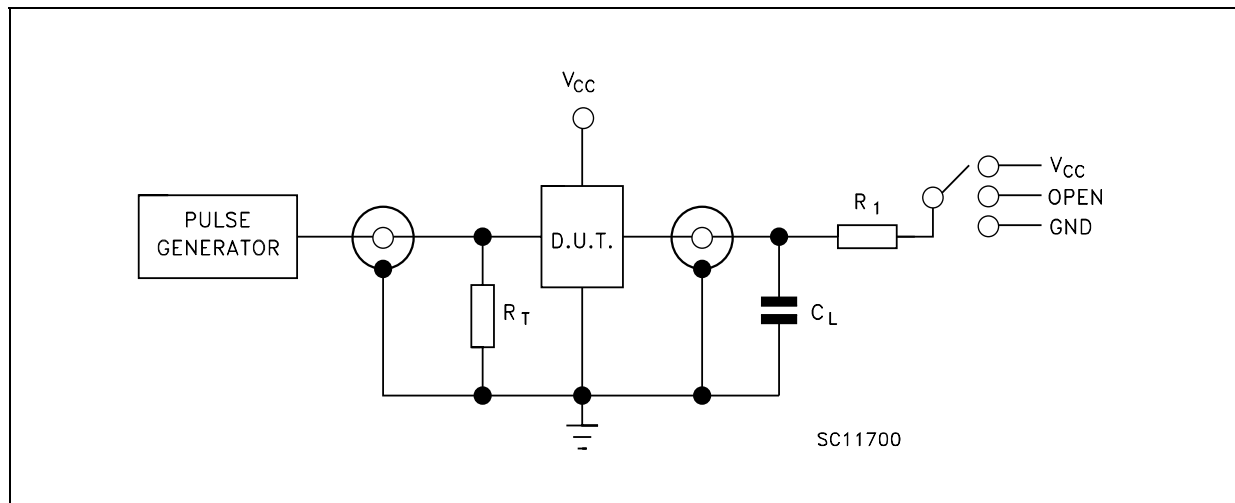 VCC
PULSE
GENERATOR
D.U.T.
RT
CL
R1
VCC
OPEN
GND
SC11700